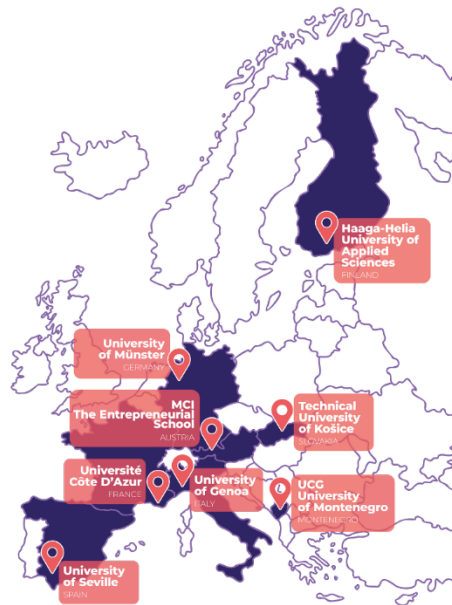 Haaga-Helia
University of
Applied
Sciences
FINLAND
University
of Münster
GERMANY
MCI
The Entrepreneurial
School
AUSTRIA
Technical
University
of Košice
SLOVAKIA
Université
Côte D'Azur
FRANCE
University
of Genoa
ITALY
UCG
University
of Montenegro
MONTENEGRO
University
of Seville
SPAIN